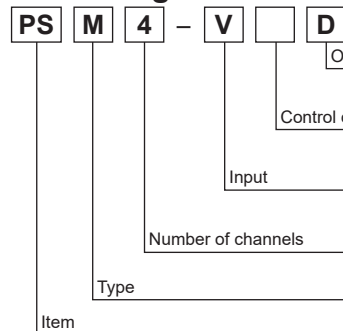 PS M 4 – V D
Control
Input
Number of channels
Type
Item